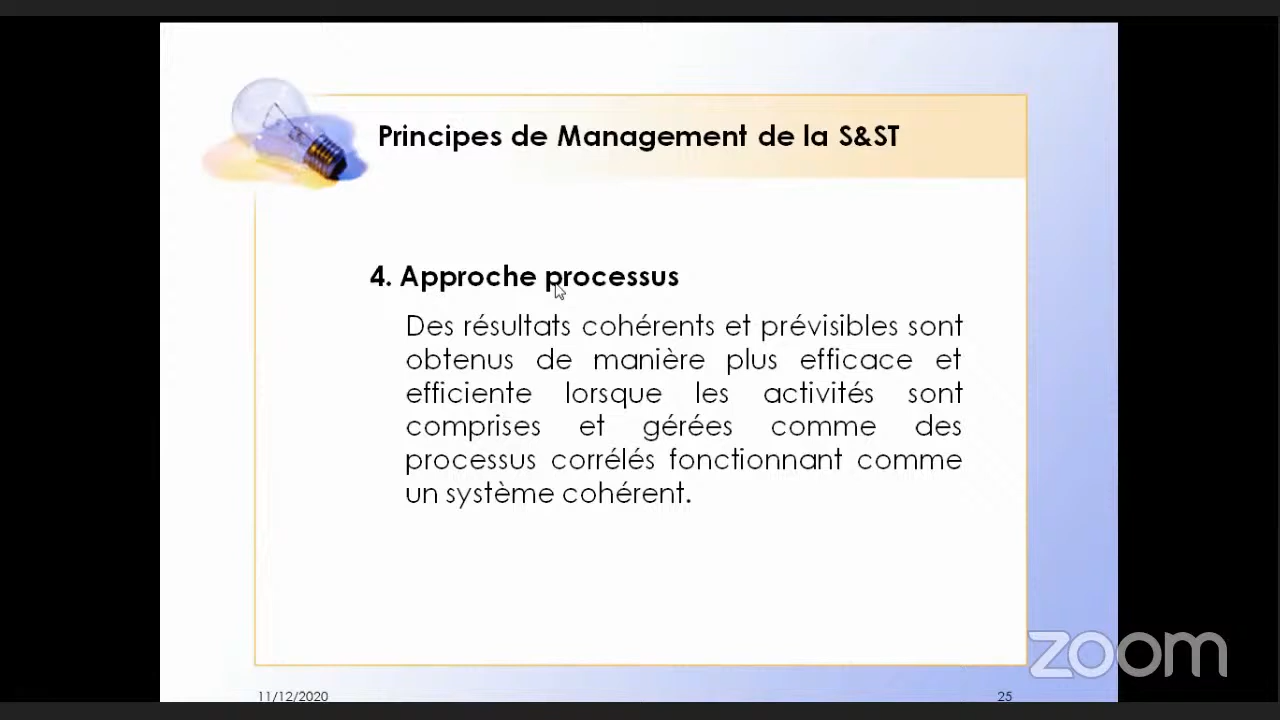 Principes de Management de la S&ST
4. Approche processus
Des résultats cohérents et prévisibles sont
obtenus de manière plus efficace et
efficiente lorsque les activités sont
comprises et gérées comme des
processus corrélés fonctionnant comme
un système cohérent.
zoom
11/12/2020
25